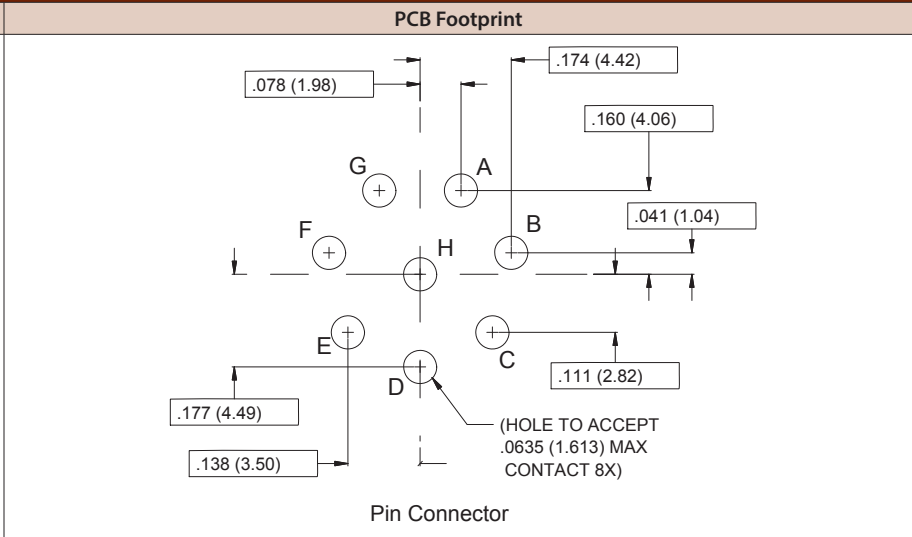 PCB Footprint
.174 (4.42)
.078 (1.98)
.160 (4.06)
G
A
.041 (1.04)
F
B
H
E
C
D
.111 (2.82)
.177 (4.49)
(HOLE TO ACCEPT
.0635 (1.613) MAX
CONTACT 8X)
.138 (3.50)
Pin Connector